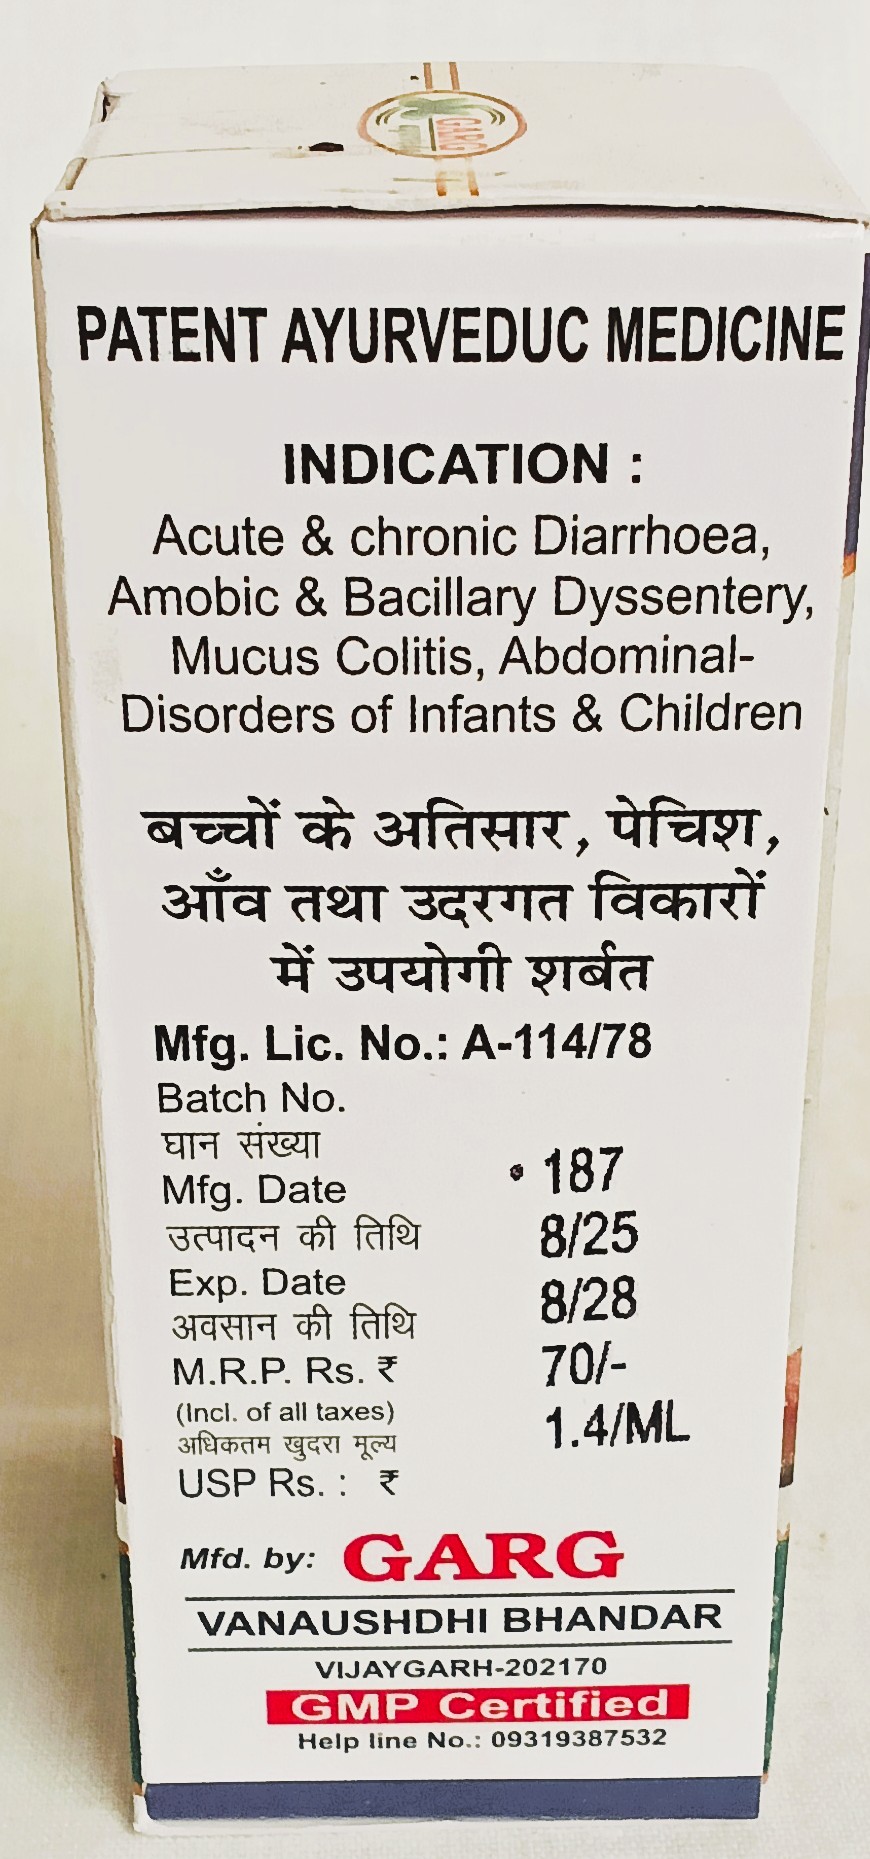 GARG
PATENT AYURVEDUC MEDICINE
INDICATION :
Acute & chronic Diarrhoea,
Amobic & Bacillary Dyssentery,
Mucus Colitis, Abdominal-
Disorders of Infants & Children
बच्चों के अतिसार, पेचिश,
आँव तथा उदरगत विकारों
में उपयोगी शर्बत
Mfg. Lic. No.: A-114/78
Batch No.
घान संख्या
187
Mfg. Date
उत्पादन की तिथि
8/25
Exp. Date
8/28
अवसान की तिथि
M.R.P. Rs. ₹ 70/-
(Incl. of all taxes)
1.4/ML
अधिकतम खुदरा मूल्य
USP Rs. : ₹
Mfd. by: GARG
VANAUSHDHI BHANDAR
VIJAYGARH-202170
GMP Certified
Help line No.: 09319387532